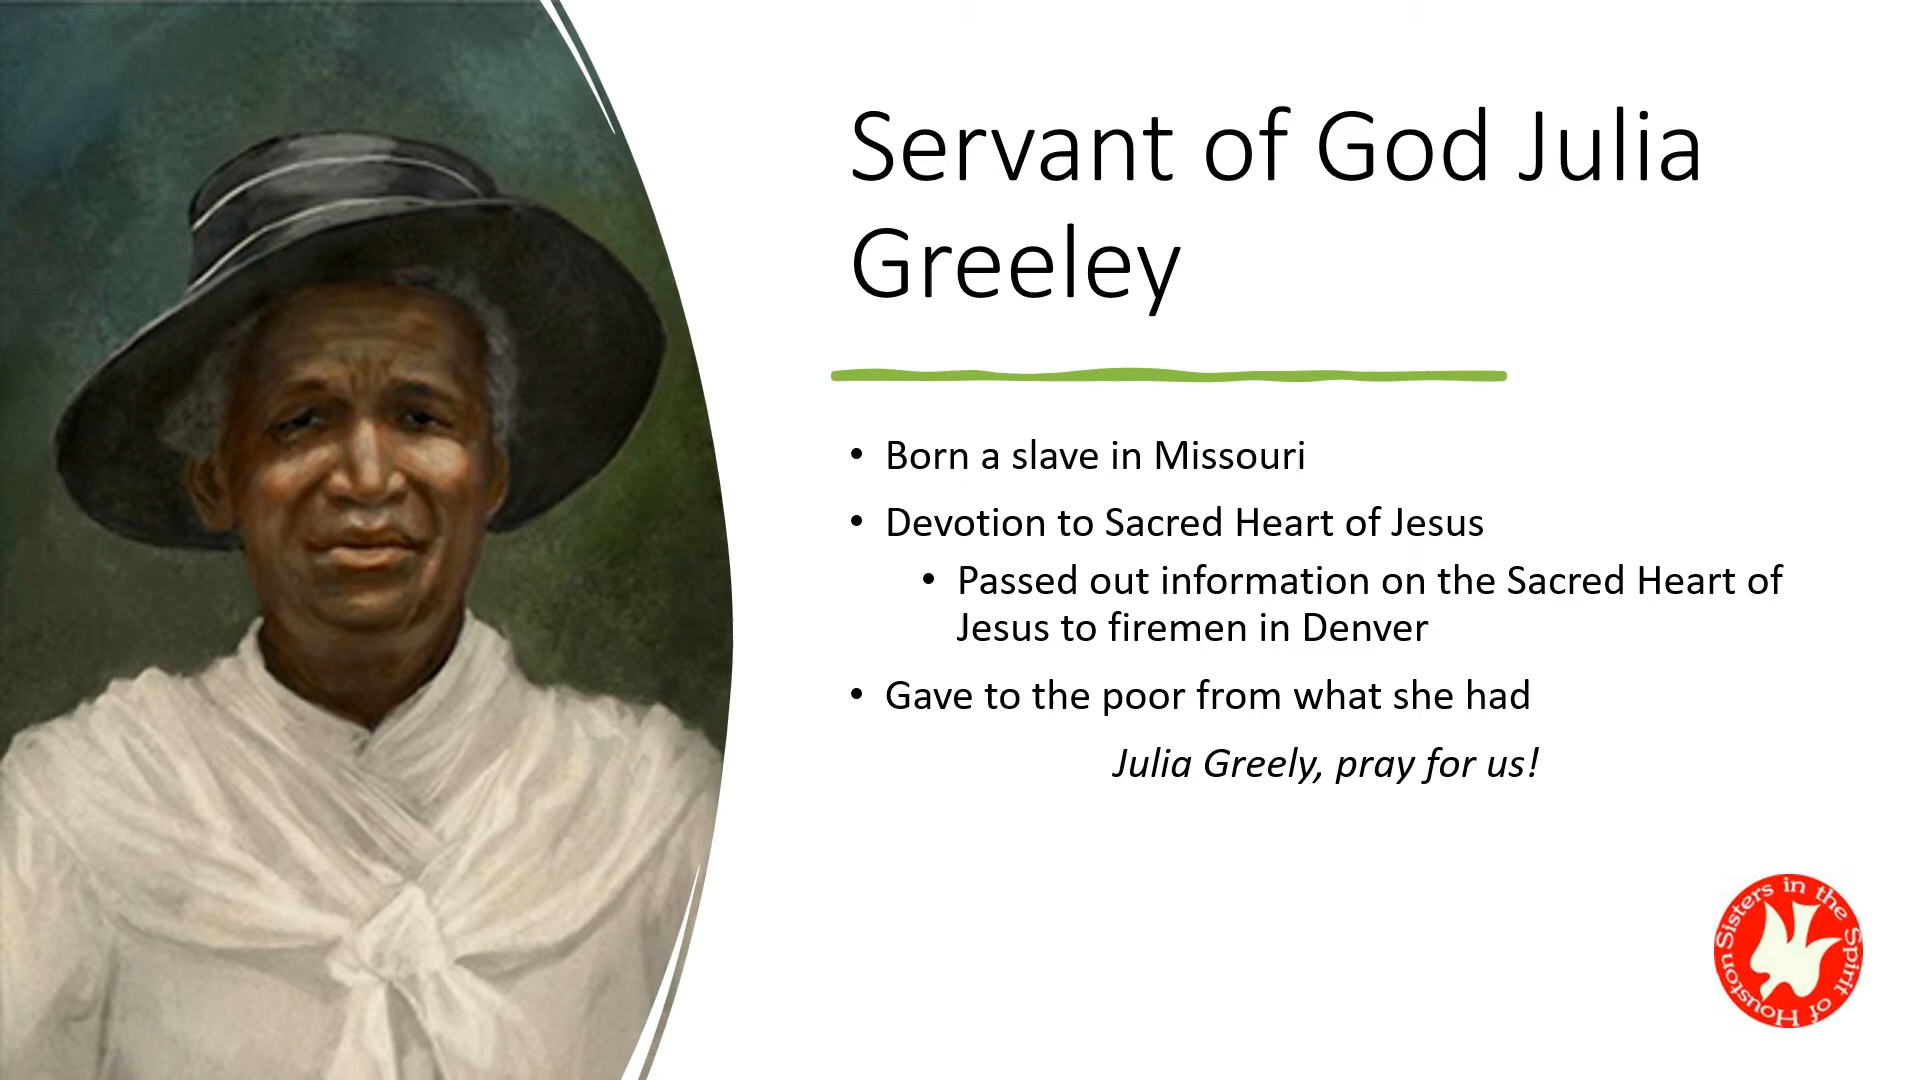 Servant of God Julia
Greeley
• Born a slave in Missouri
• Devotion to Sacred Heart of Jesus
• Passed out information on the Sacred Heart of
Jesus to firemen in Denver
• Gave to the poor from what she had
Julia Greely, pray for us!
Sisters in the Spirit of Houston